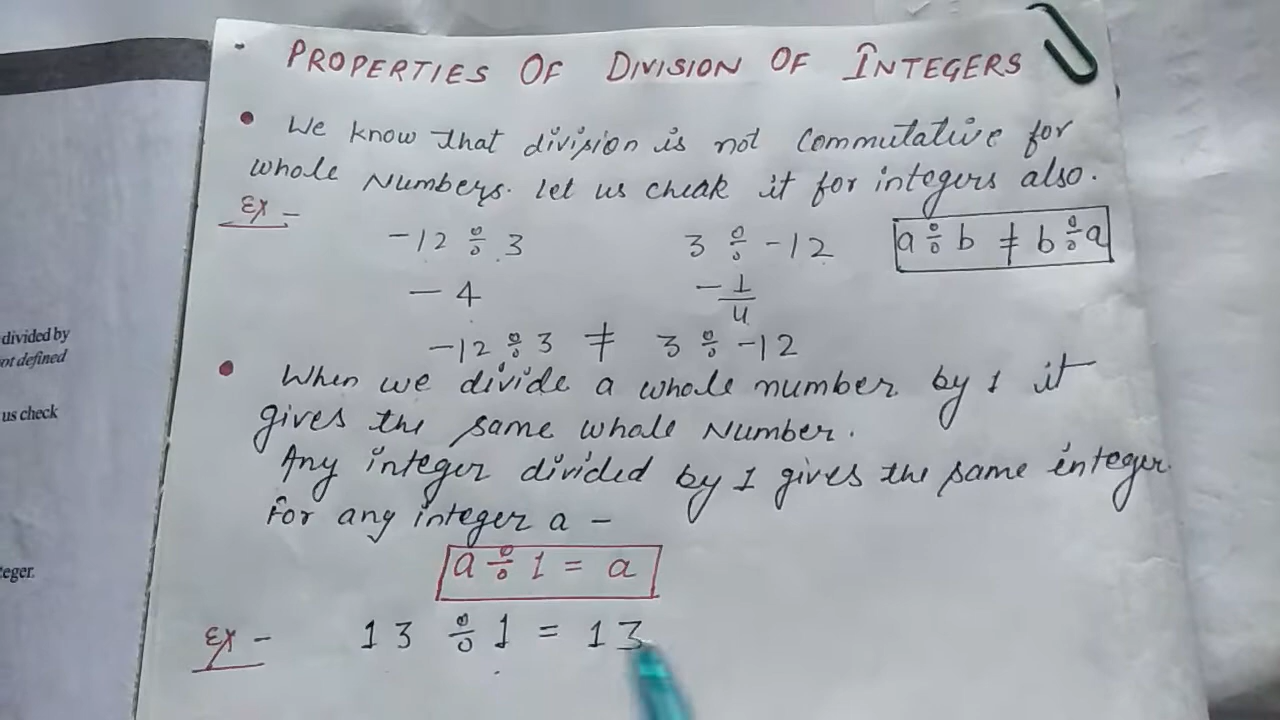 PROPERTIES OF DIVISION OF INTEGERS
• We know that division is not Commutative for
whole Numbers. let us cheak it for integers also.
Ex -
-12 ÷ 3 3 ÷ -12 a ÷ b ≠ b ÷ a
- 4 - 1/4
-12 ÷ 3 ≠ 3 ÷ -12
• When we divide a whole number by 1 it
gives the same whole Number.
Any integer divided by 1 gives the same integer.
For any integer a -
a ÷ 1 = a
Ex - 13 ÷ 1 = 13
divided by
ot defined
us check
teger.